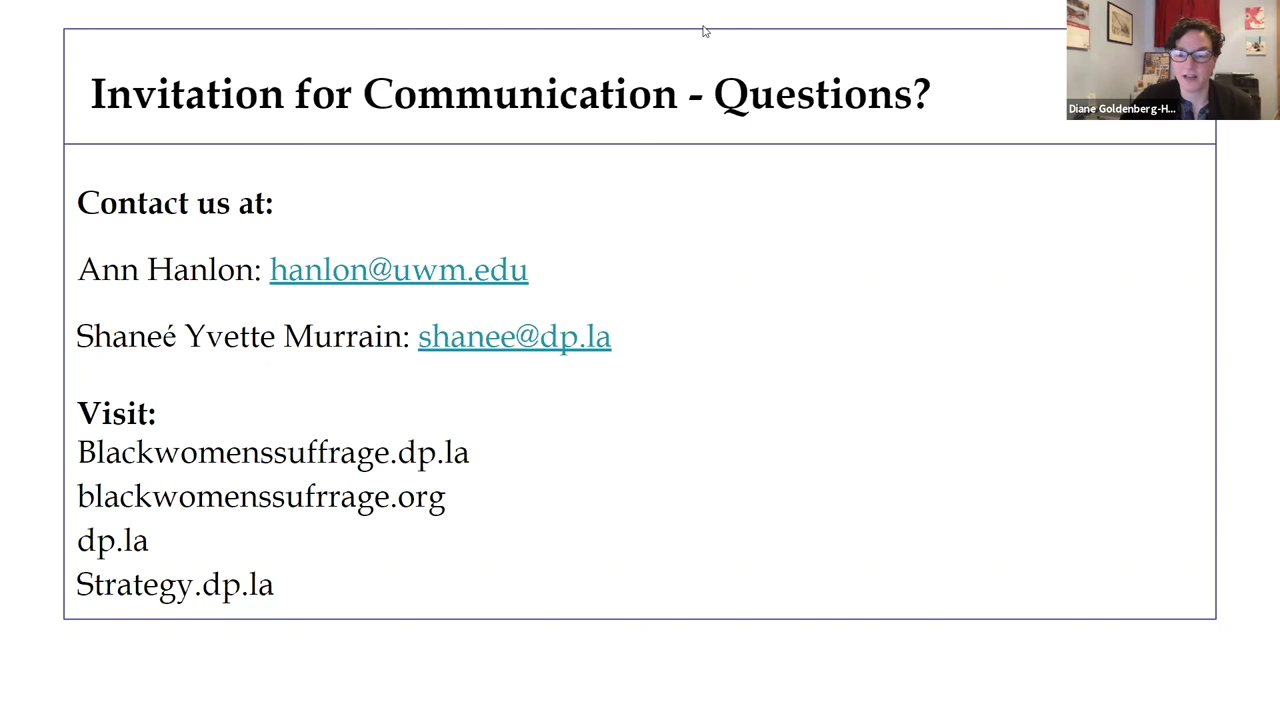 Invitation for Communication - Questions?
Diane Goldenberg-H...
Contact us at:
Ann Hanlon: hanlon@uwm.edu
Shaneé Yvette Murrain: shanee@dp.la
Visit:
Blackwomenssuffrage.dp.la
blackwomenssufrrage.org
dp.la
Strategy.dp.la